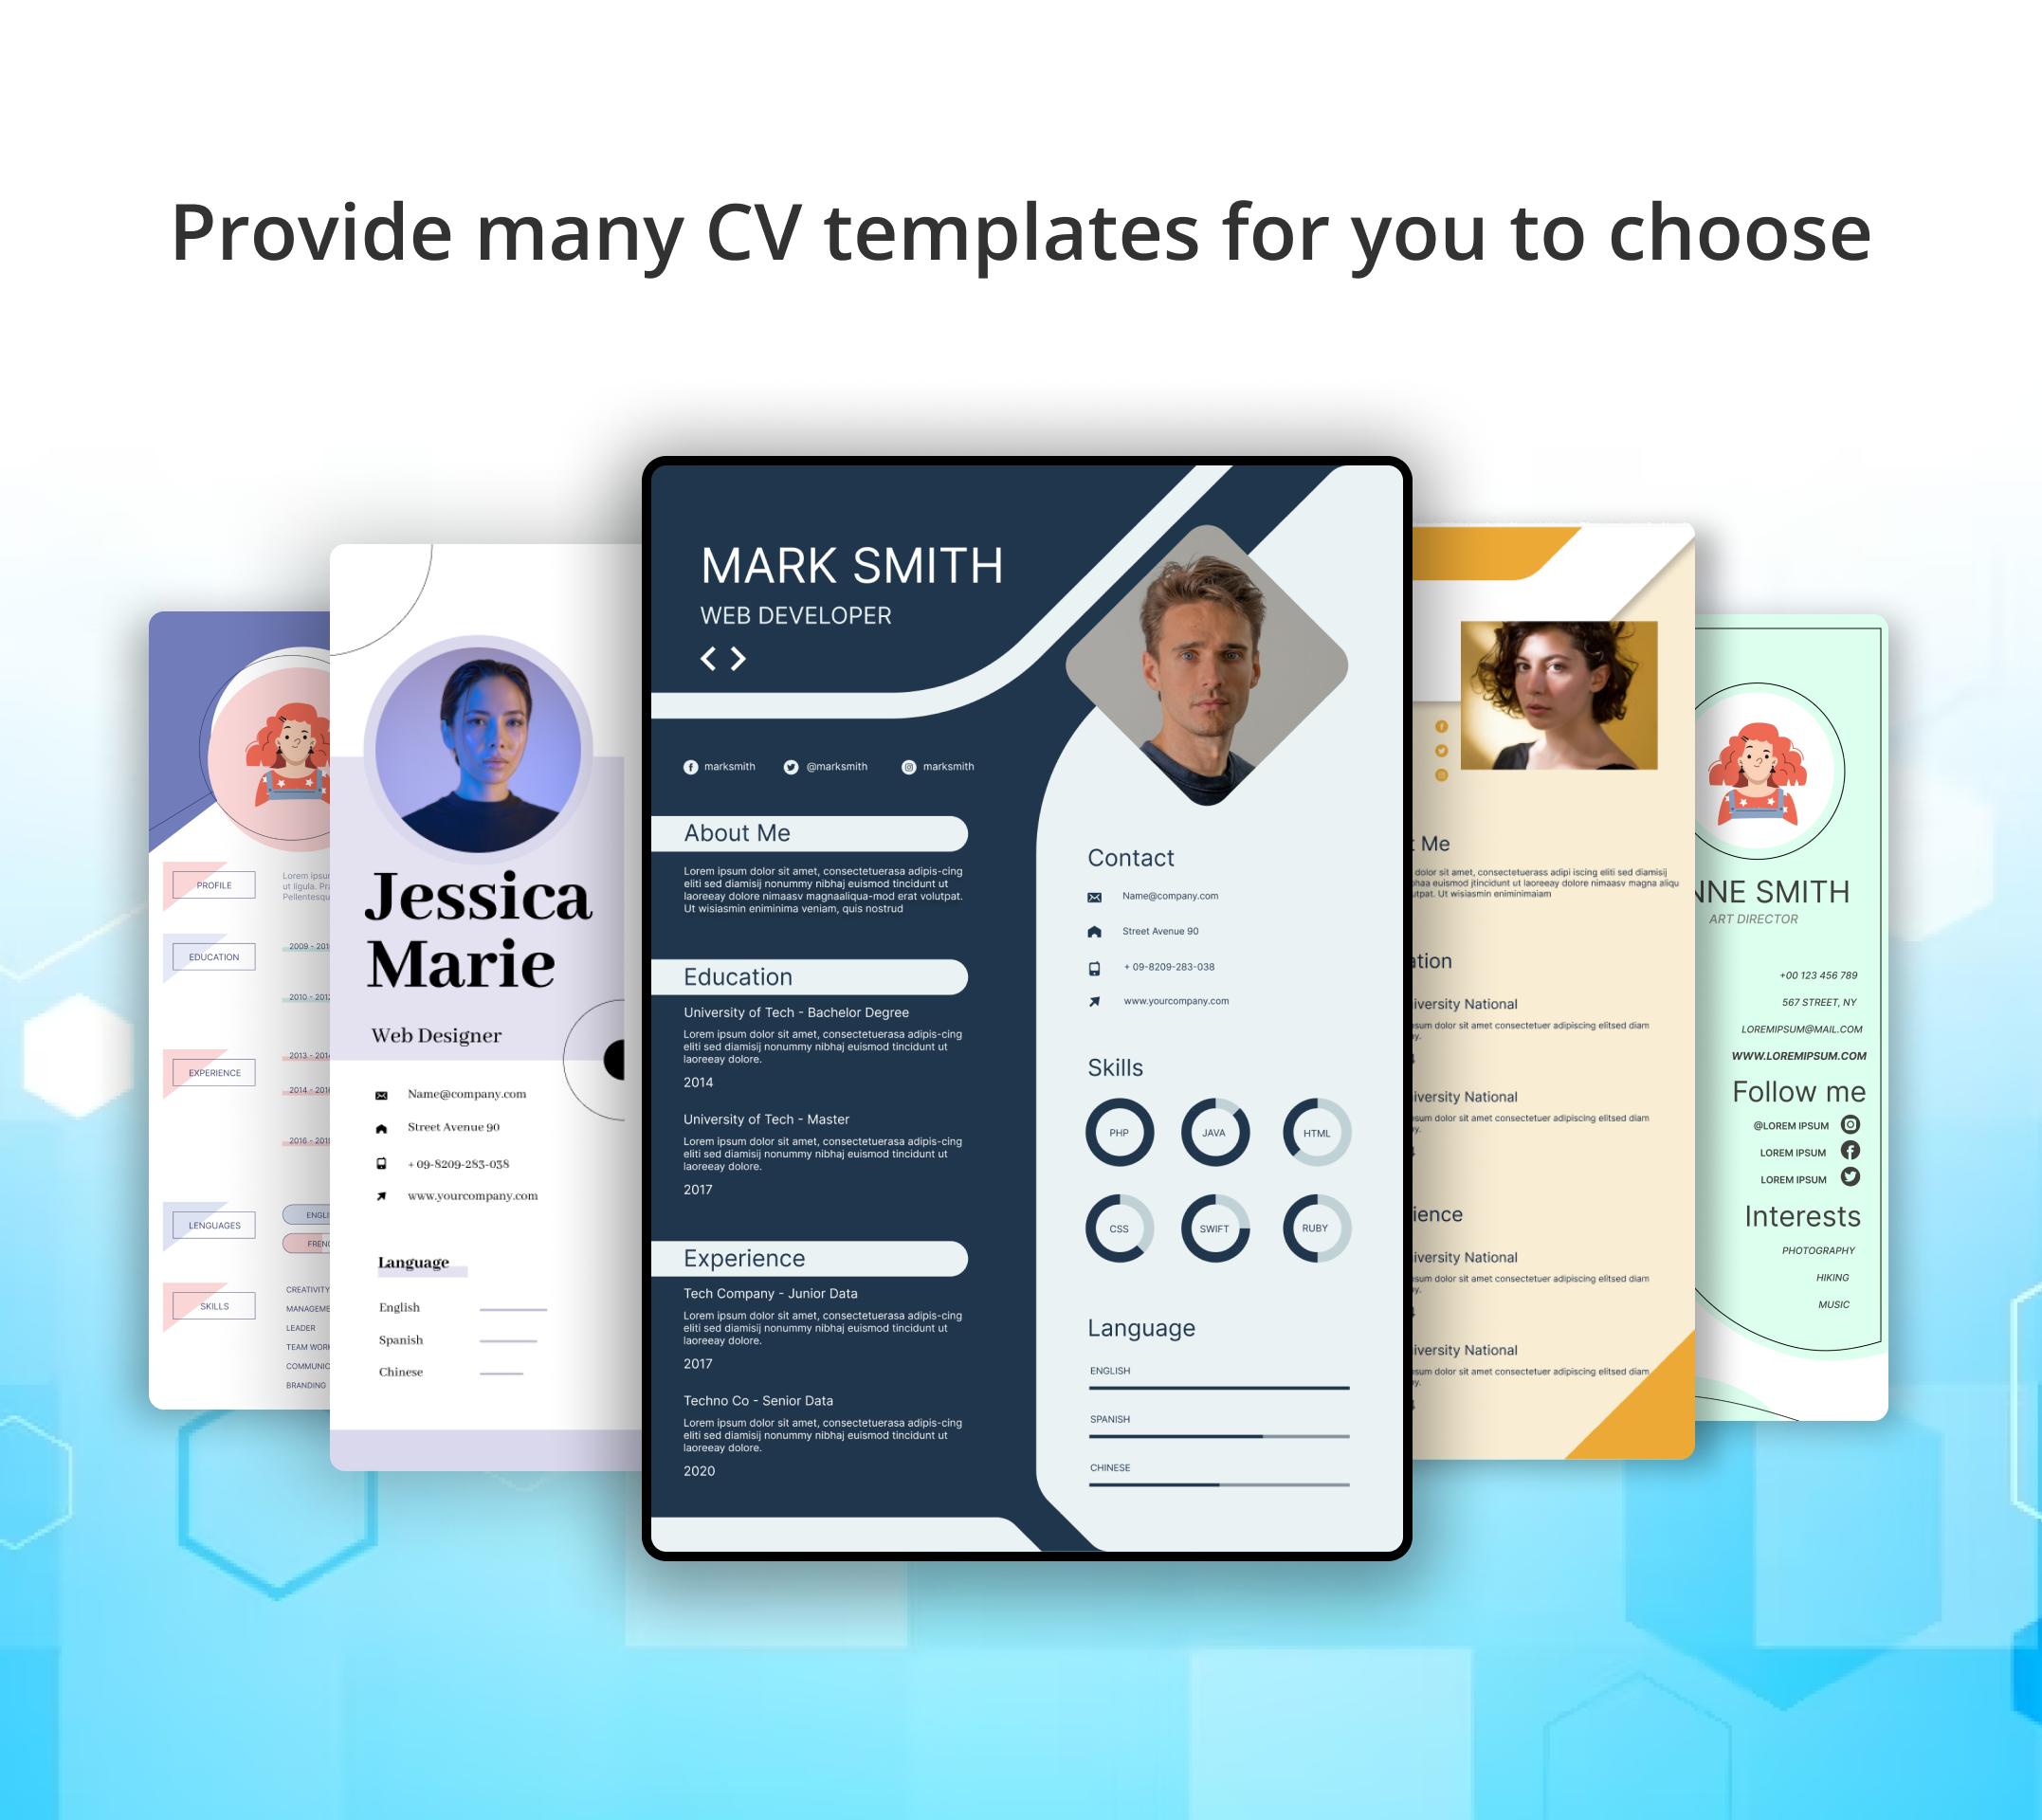 Provide many CV templates for you to choose
PROFILE
Lorem ipsu
ut ligula. Pra
Pellentesqu
EDUCATION
2009 - 201
2010 - 2012
EXPERIENCE
2013 - 2014
2014 - 2016
2016 - 201
LENGUAGES
ENGLI
FRENC
SKILLS
CREATIVITY
MANAGEME
LEADER
TEAM WORK
COMMUNIC
BRANDING
Jessica
Marie
Web Designer
Name@company.com
Street Avenue 90
+ 09-8209-283-038
www.yourcompany.com
Language
English
Spanish
Chinese
MARK SMITH
WEB DEVELOPER
marksmith @marksmith marksmith
About Me
Lorem ipsum dolor sit amet, consectetuerasa adipis-cing
eliti sed diamisij nonummy nibhaj euismod tincidunt ut
laoreeay dolore nimaasv magnaaliqua-mod erat volutpat.
Ut wisiasmin eniminima veniam, quis nostrud
Education
University of Tech - Bachelor Degree
Lorem ipsum dolor sit amet, consectetuerasa adipis-cing
eliti sed diamisij nonummy nibhaj euismod tincidunt ut
laoreeay dolore.
2014
University of Tech - Master
Lorem ipsum dolor sit amet, consectetuerasa adipis-cing
eliti sed diamisij nonummy nibhaj euismod tincidunt ut
laoreeay dolore.
2017
Experience
Tech Company - Junior Data
Lorem ipsum dolor sit amet, consectetuerasa adipis-cing
eliti sed diamisij nonummy nibhaj euismod tincidunt ut
laoreeay dolore.
2017
Techno Co - Senior Data
Lorem ipsum dolor sit amet, consectetuerasa adipis-cing
eliti sed diamisij nonummy nibhaj euismod tincidunt ut
laoreeay dolore.
2020
Contact
Name@company.com
Street Avenue 90
+ 09-8209-283-038
www.yourcompany.com
Skills
PHP JAVA HTML
CSS SWIFT RUBY
Language
ENGLISH
SPANISH
CHINESE
t Me
dolor sit amet, consectetuerass adipi iscing eliti sed diamisij
phaa euismod jtincidunt ut laoreeay dolore nimaasv magna aliqu
utpat. Ut wisiasmin eniminimaiam
ation
iversity National
sum dolor sit amet consectetuer adipiscing elitsed diam
y.
iversity National
sum dolor sit amet consectetuer adipiscing elitsed diam
y.
ience
iversity National
sum dolor sit amet consectetuer adipiscing elitsed diam
y.
iversity National
sum dolor sit amet consectetuer adipiscing elitsed diam
y.
NNE SMITH
ART DIRECTOR
+00 123 456 789
567 STREET, NY
LOREMIPSUM@MAIL.COM
WWW.LOREMIPSUM.COM
Follow me
@LOREM IPSUM
LOREM IPSUM
LOREM IPSUM
Interests
PHOTOGRAPHY
HIKING
MUSIC